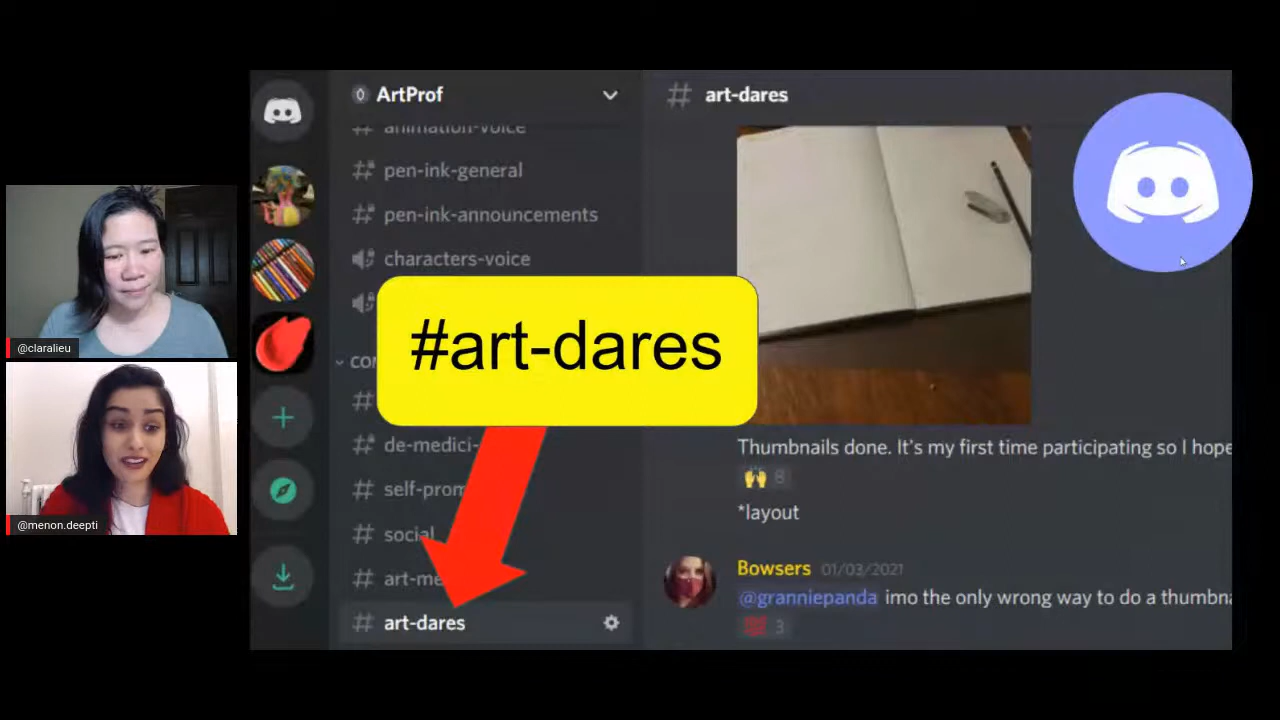 @claralieu
@menon.deepti
ArtProf
animation-voice
# pen-ink-general
# pen-ink-announcements
characters-voice
#art-dares
#
# de-medici-
# self-prom
# social
# art-me
# art-dares
# art-dares
Thumbnails done. It's my first time participating so I hope
8
*layout
Bowsers 01/03/2021
@granniepanda imo the only wrong way to do a thumbna
3